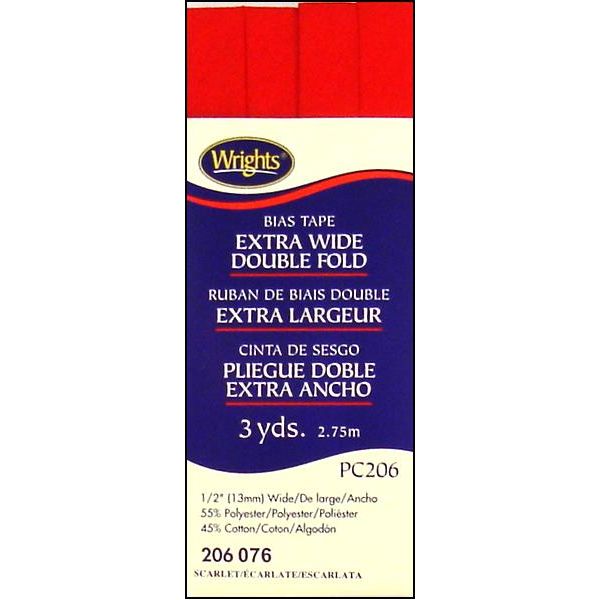 Wrights®
BIAS TAPE
EXTRA WIDE
DOUBLE FOLD
RUBAN DE BIAIS DOUBLE
EXTRA LARGEUR
CINTA DE SESGO
PLIEGUE DOBLE
EXTRA ANCHO
3 yds. 2.75m
PC206
1/2" (13mm) Wide/De large/Ancho
55% Polyester/Polyester/Poliéster
45% Cotton/Coton/Algodón
206 076
SCARLET/ÉCARLATE/ESCARLATA